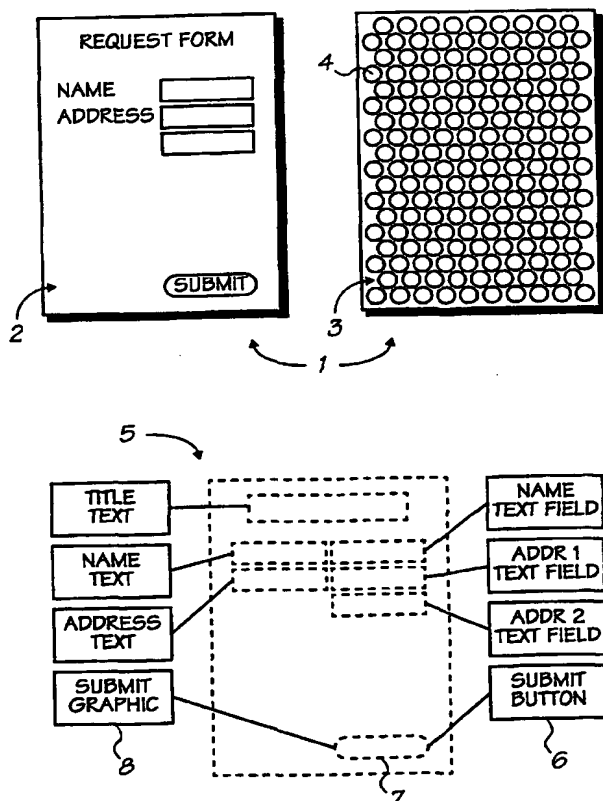 REQUEST FORM
NAME
ADDRESS
SUBMIT
2
4
3
1
5
TITLE
TEXT
NAME
TEXT
ADDRESS
TEXT
SUBMIT
GRAPHIC
8
NAME
TEXT FIELD
ADDR 1
TEXT FIELD
ADDR 2
TEXT FIELD
SUBMIT
BUTTON
6
7